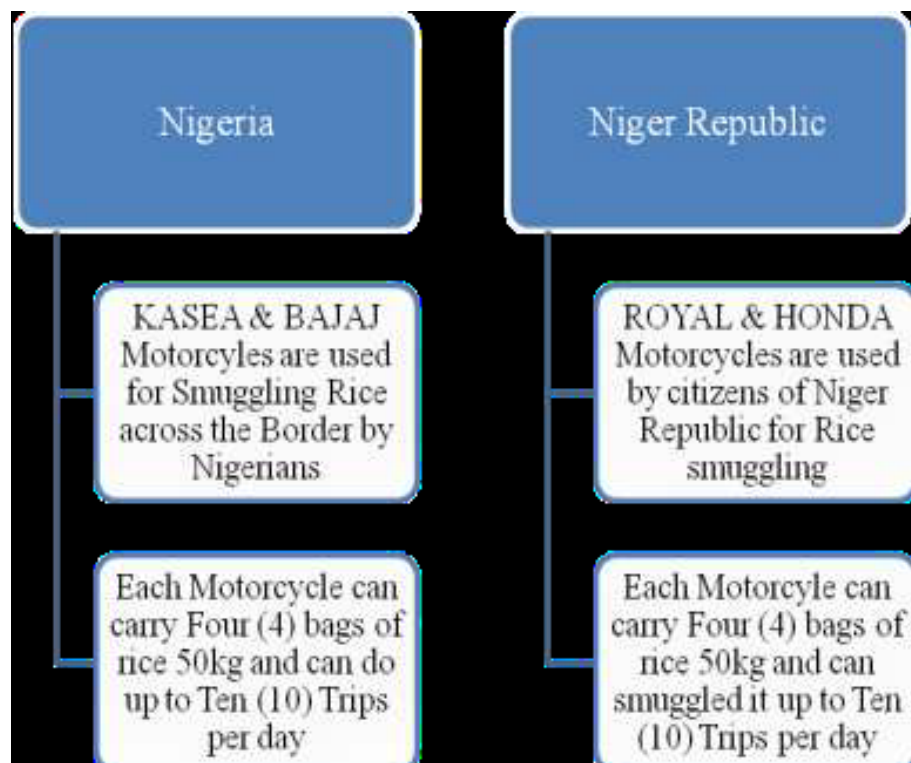 Nigeria
KASEA & BAJAJ
Motorcyles are used
for Smuggling Rice
across the Border by
Nigerians
Each Motorcycle can
carry Four (4) bags of
rice 50kg and can do
up to Ten (10) Trips
per day
Niger Republic
ROYAL & HONDA
Motorcycles are used
by citizens of Niger
Republic for Rice
smuggling
Each Motorcyle can
carry Four (4) bags of
rice 50kg and can
smuggled it up to Ten
(10) Trips per day